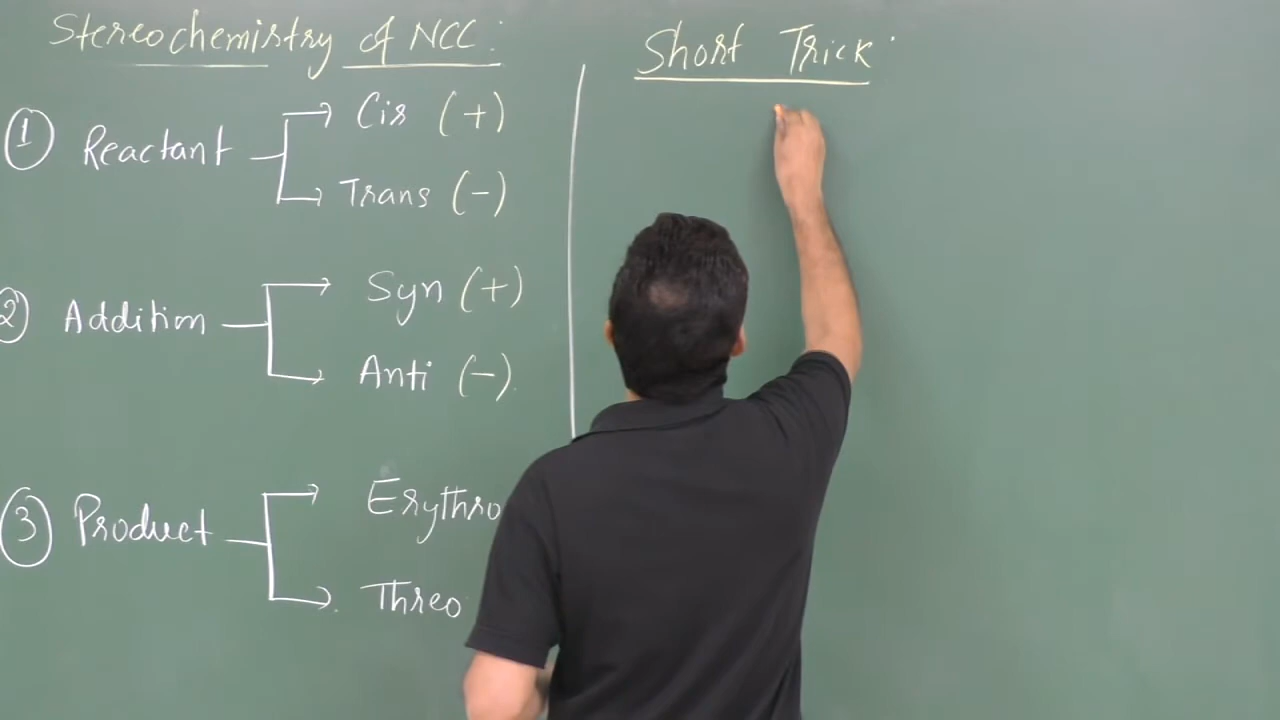 Stereochemistry of NCC:
① Reactant → Cis (+)
→ Trans (-)
② Addition → Syn (+)
→ Anti (-)
③ Product → Erythro
→ Threo
Short Trick